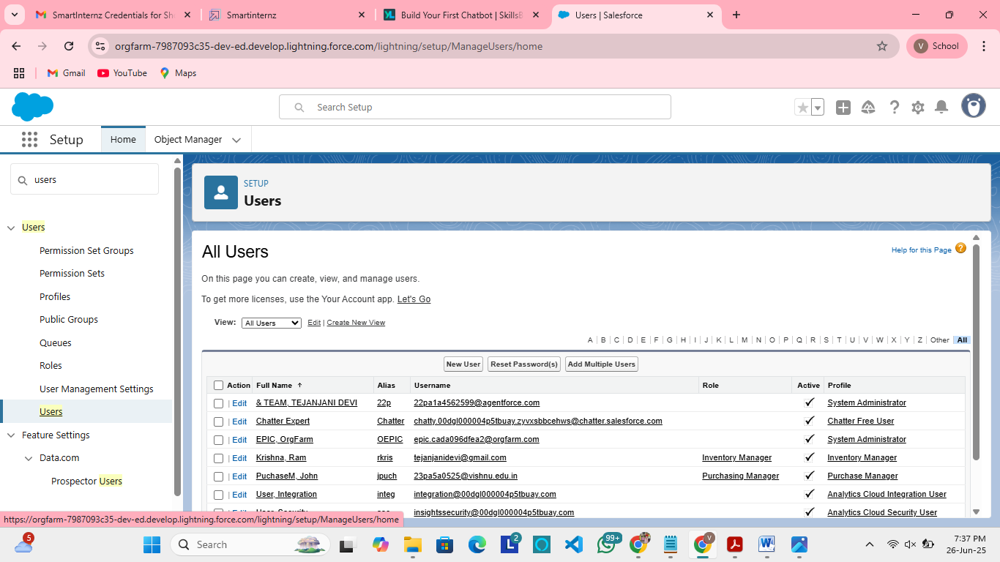 SmartInternz Credentials for Sh
Smartinternz
Build Your First Chatbot | SkillsB
Users | Salesforce
orgfarm-7987093c35-dev-ed.develop.lightning.force.com/lightning/setup/ManageUsers/home
V School
Gmail YouTube Maps
Search Setup
Setup Home Object Manager
users
SETUP
Users
Users
Permission Set Groups
Permission Sets
Profiles
Public Groups
Queues
Roles
User Management Settings
Users
Feature Settings
Data.com
Prospector Users
All Users
Help for this Page ?
On this page you can create, view, and manage users.
To get more licenses, use the Your Account app. Let's Go
View: All Users Edit | Create New View
A | B | C | D | E | F | G | H | I | J | K | L | M | N | O | P | Q | R | S | T | U | V | W | X | Y | Z | Other All
New User Reset Password(s) Add Multiple Users
Action Full Name ↑ Alias Username Role Active Profile
| Edit & TEAM, TEJANJANI DEVI 22p 22pa1a4562599@agentforce.com ✓ System Administrator
| Edit Chatter Expert Chatter chatty.00dgl000004p5tbuay.zyvxsbbcehws@chatter.salesforce.com ✓ Chatter Free User
| Edit EPIC, OrgFarm OEPIC epic.cada096dfea2@orgfarm.com ✓ System Administrator
| Edit Krishna, Ram rkris tejanjanidevi@gmail.com Inventory Manager ✓ Inventory Manager
| Edit PuchaseM, John jpuch 23pa5a0525@vishnu.edu.in Purchasing Manager ✓ Purchase Manager
| Edit User, Integration integ integration@00dgl000004p5tbuay.com ✓ Analytics Cloud Integration User
| Edit User, Security sec insightssecurity@00dgl000004p5tbuay.com ✓ Analytics Cloud Security User
https://orgfarm-7987093c35-dev-ed.develop.lightning.force.com/lightning/setup/ManageUsers/home
5
Search
2
99+
V
7:37 PM
26-Jun-25